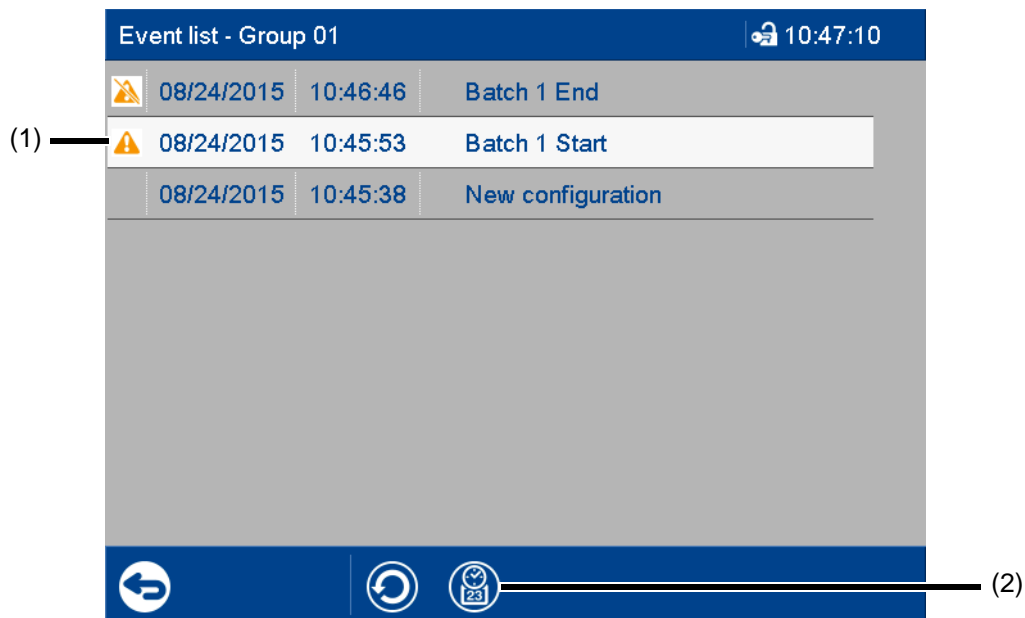 Event list - Group 01 10:47:10
08/24/2015 10:46:46 Batch 1 End
(1) 08/24/2015 10:45:53 Batch 1 Start
08/24/2015 10:45:38 New configuration
23 (2)